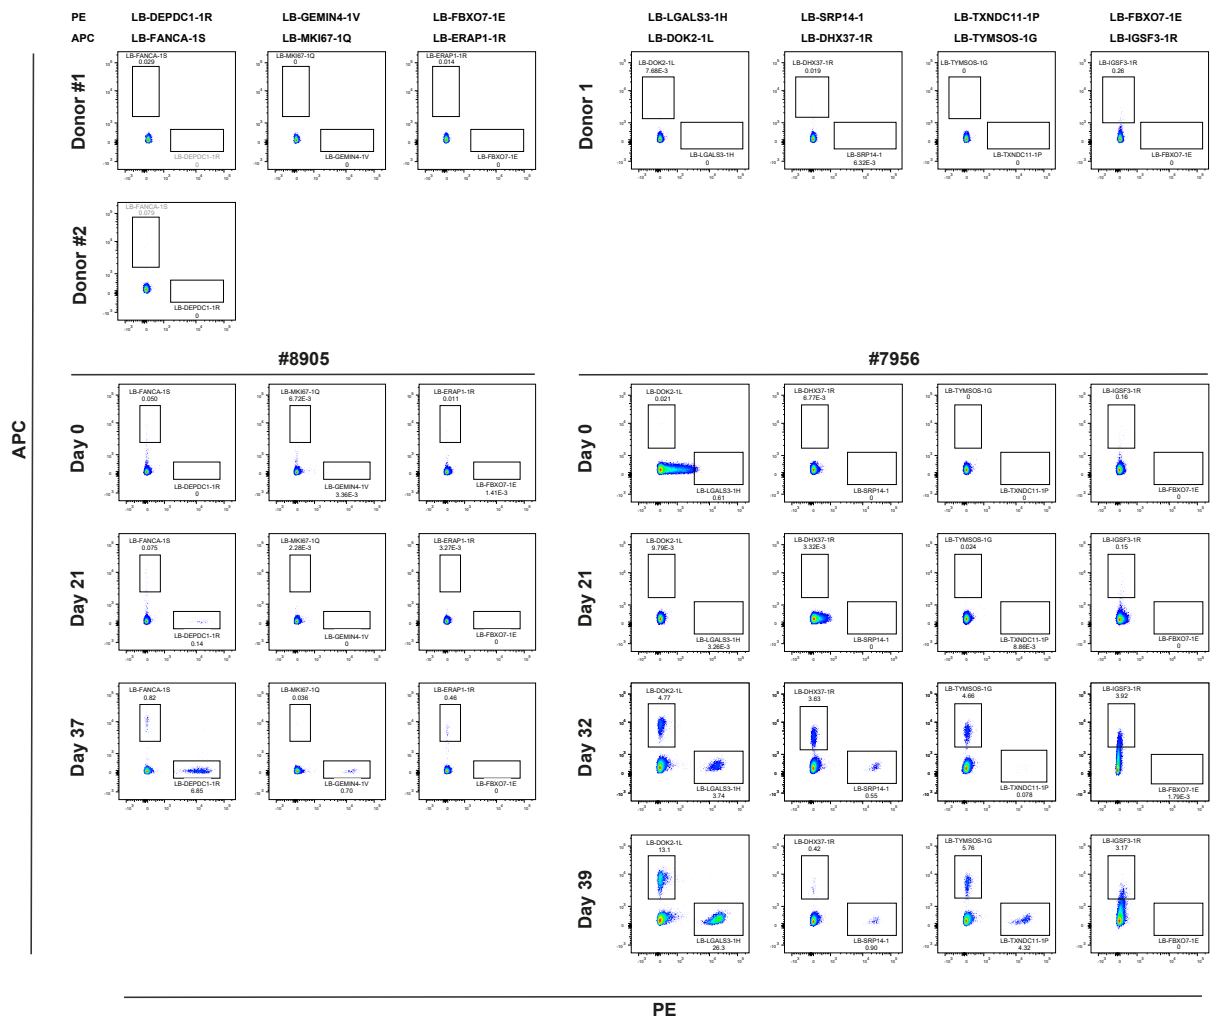 PE LB-DEPDC1-1R LB-GEMIN4-1V LB-FBXO7-1E LB-LGALS3-1H LB-SRP14-1 LB-TXNDC11-1P LB-FBXO7-1E
APC LB-FANCA-1S LB-MKI67-1Q LB-ERAP1-1R LB-DOK2-1L LB-DHX37-1R LB-TYMSOS-1G LB-IGSF3-1R
Donor #1
LB-FANCA-1S
0.029
LB-DEPDC1-1R
0
LB-MKI67-1Q
0
LB-GEMIN4-1V
0
LB-ERAP1-1R
0.014
LB-FBXO7-1E
0
Donor 1
LB-DOK2-1L
7.68E-3
LB-LGALS3-1H
0
LB-DHX37-1R
0.019
LB-SRP14-1
6.32E-3
LB-TYMSOS-1G
0
LB-TXNDC11-1P
0
LB-IGSF3-1R
0.26
LB-FBXO7-1E
0
Donor #2
LB-FANCA-1S
0.079
LB-DEPDC1-1R
0
#8905
Day 0
LB-FANCA-1S
0.050
LB-DEPDC1-1R
0
LB-MKI67-1Q
6.72E-3
LB-GEMIN4-1V
3.36E-3
LB-ERAP1-1R
0.011
LB-FBXO7-1E
1.41E-3
Day 21
LB-FANCA-1S
0.075
LB-DEPDC1-1R
0.14
LB-MKI67-1Q
2.28E-3
LB-GEMIN4-1V
0
LB-ERAP1-1R
3.27E-3
LB-FBXO7-1E
0
Day 37
LB-FANCA-1S
0.82
LB-DEPDC1-1R
6.85
LB-MKI67-1Q
0.036
LB-GEMIN4-1V
0.70
LB-ERAP1-1R
0.46
LB-FBXO7-1E
0
#7956
Day 0
LB-DOK2-1L
0.021
LB-LGALS3-1H
0.61
LB-DHX37-1R
6.77E-3
LB-SRP14-1
0
LB-TYMSOS-1G
0
LB-TXNDC11-1P
0
LB-IGSF3-1R
0.16
LB-FBXO7-1E
0
Day 21
LB-DOK2-1L
9.79E-3
LB-LGALS3-1H
3.26E-3
LB-DHX37-1R
3.32E-3
LB-SRP14-1
0
LB-TYMSOS-1G
0.024
LB-TXNDC11-1P
8.86E-3
LB-IGSF3-1R
0.15
LB-FBXO7-1E
0
Day 32
LB-DOK2-1L
4.77
LB-LGALS3-1H
3.74
LB-DHX37-1R
3.63
LB-SRP14-1
0.55
LB-TYMSOS-1G
4.66
LB-TXNDC11-1P
0.078
LB-IGSF3-1R
3.92
LB-FBXO7-1E
1.79E-3
Day 39
LB-DOK2-1L
13.1
LB-LGALS3-1H
26.3
LB-DHX37-1R
0.42
LB-SRP14-1
0.90
LB-TYMSOS-1G
5.76
LB-TXNDC11-1P
4.32
LB-IGSF3-1R
3.17
LB-FBXO7-1E
0
APC
PE